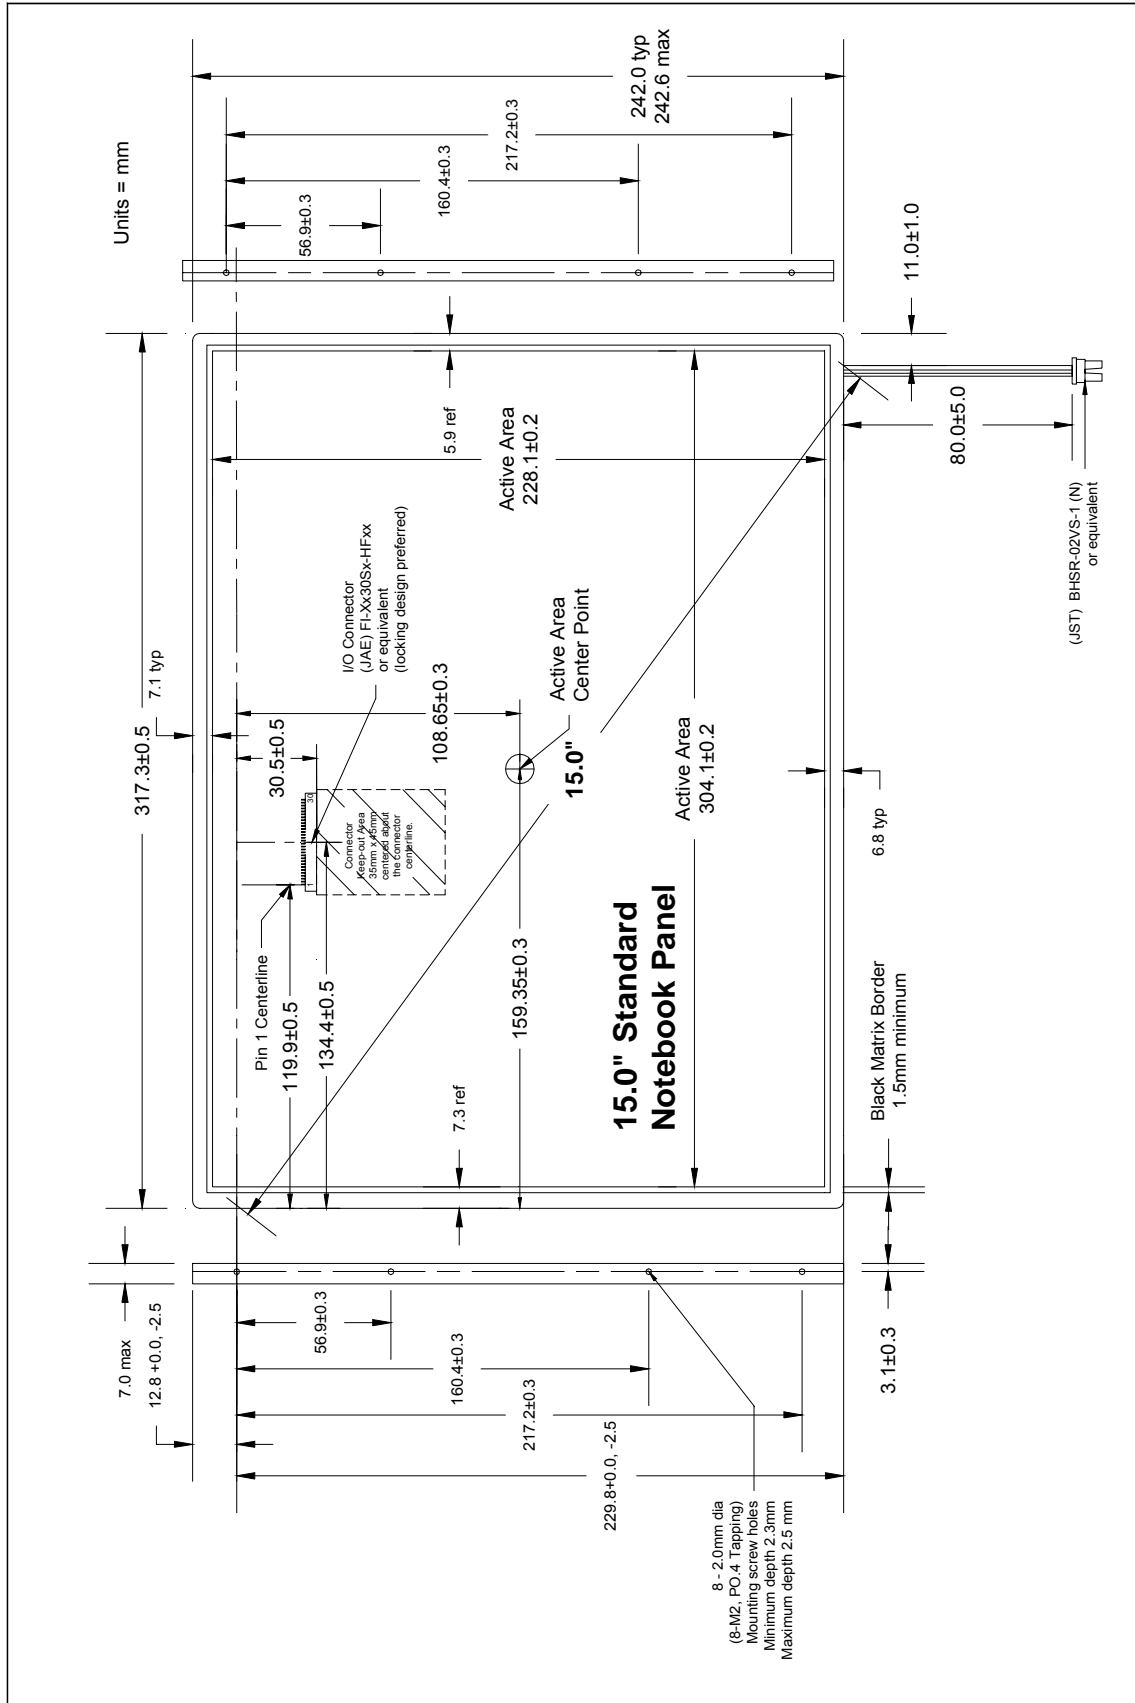 Units = mm
242.0 typ
242.6 max
217.2±0.3
160.4±0.3
56.9±0.3
11.0±1.0
80.0±5.0
(JST) BHSR-02VS-1 (N)
or equivalent
317.3±0.5
7.1 typ
5.9 ref
Active Area
228.1±0.2
I/O Connector
(JAE) FI-Xx30Sx-HFxx
or equivalent
(locking design preferred)
30.5±0.5
108.65±0.3
Active Area
Center Point
15.0"
Active Area
304.1±0.2
6.8 typ
30
1
Connector
Keep-out Area
35mm x 45mm
centered about
the connector
centerline.
Pin 1 Centerline
119.9±0.5
134.4±0.5
159.35±0.3
7.3 ref
15.0" Standard
Notebook Panel
Black Matrix Border
1.5mm minimum
7.0 max
12.8 +0.0, -2.5
56.9±0.3
160.4±0.3
217.2±0.3
229.8+0.0, -2.5
3.1±0.3
8 - 2.0mm dia
(8-M2, PO.4 Tapping)
Mounting screw holes
Minimum depth 2.3mm
Maximum depth 2.5 mm